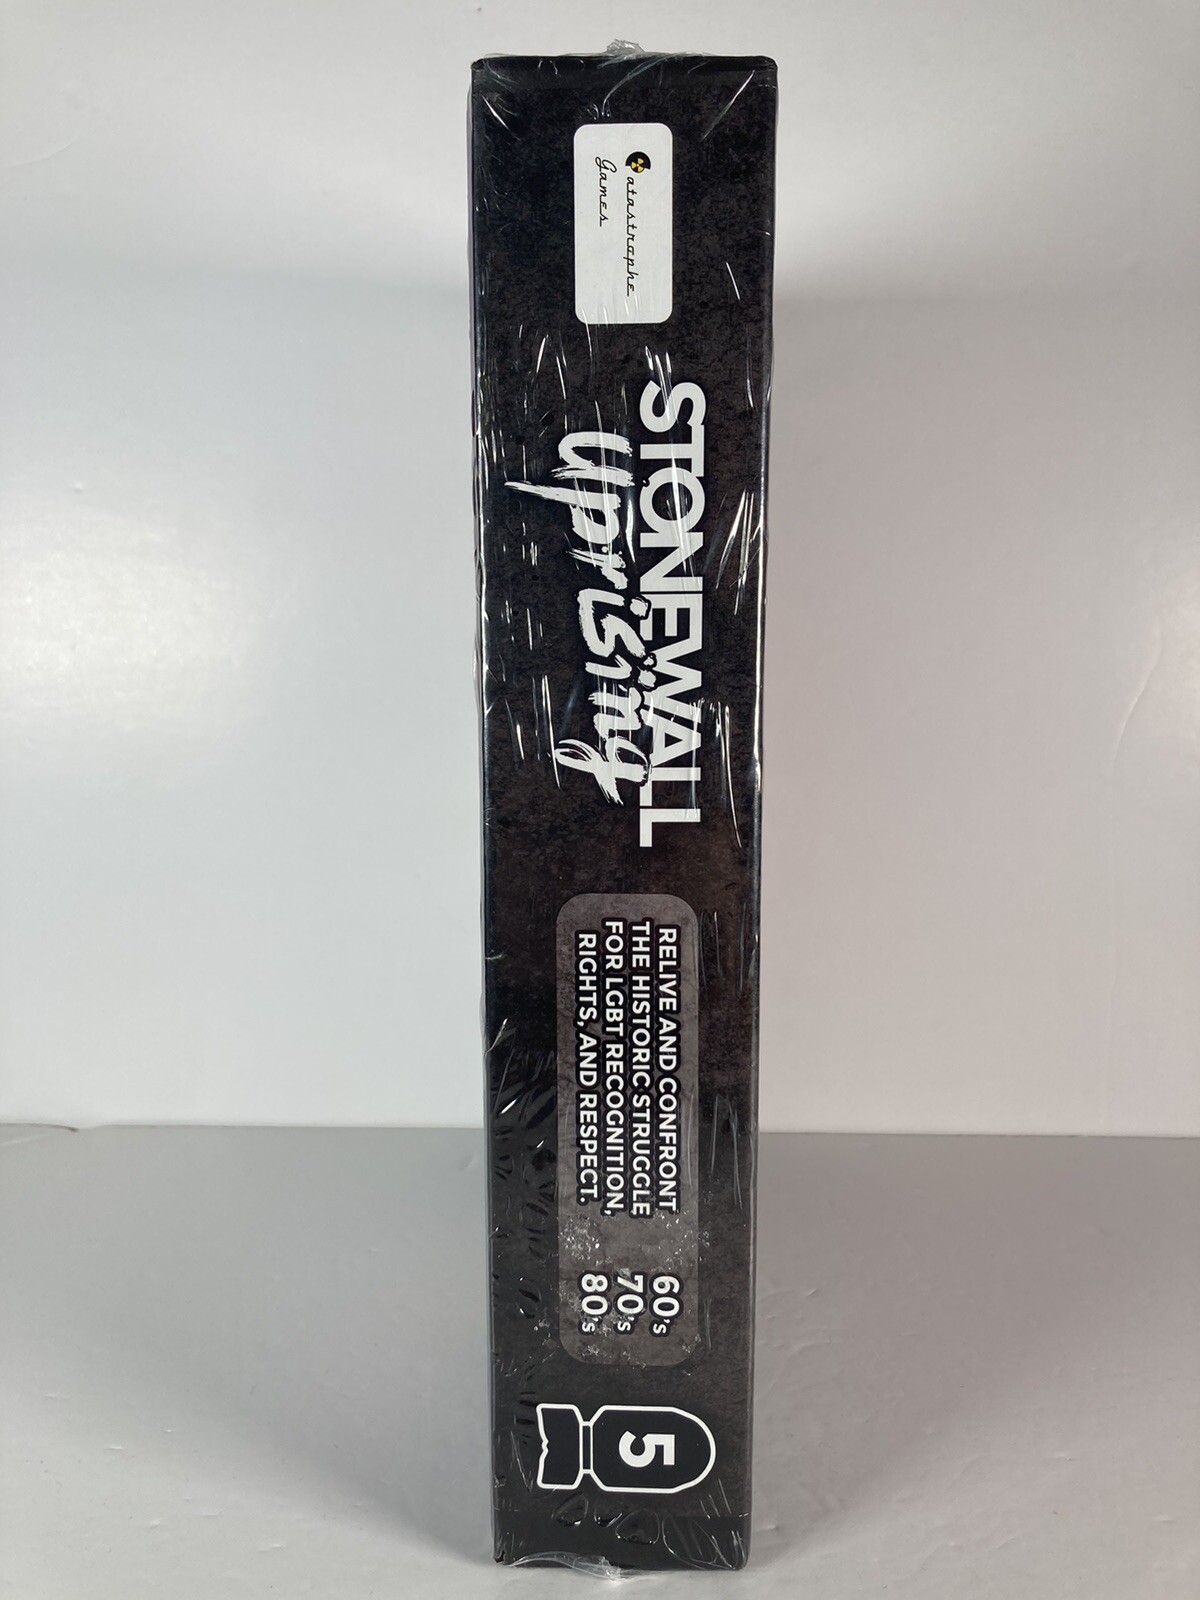 Catastrophe
Games
STONEWALL
Uprising
RELIVE AND CONFRONT
THE HISTORIC STRUGGLE
FOR LGBT RECOGNITION,
RIGHTS, AND RESPECT.
60's
70's
80's
5